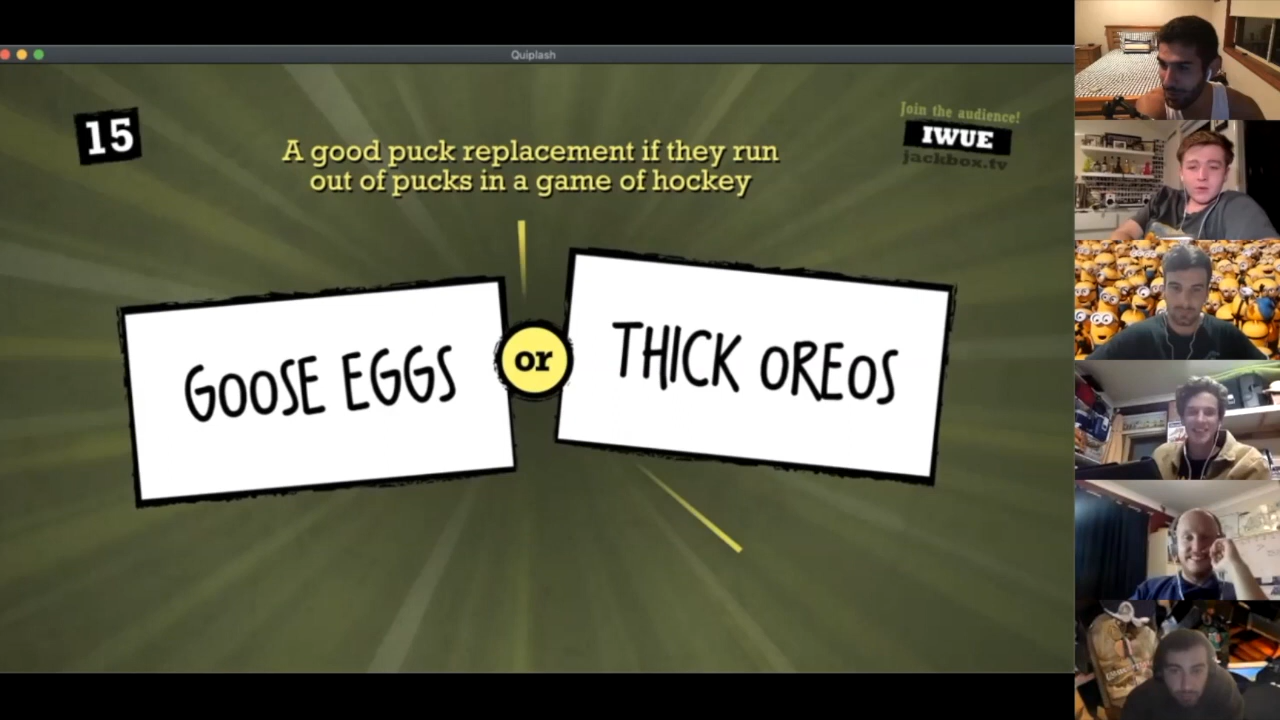 Quiplash
15
Join the audience!
IWUE
jackbox.tv
A good puck replacement if they run
out of pucks in a game of hockey
GOOSE EGGS
or
THICK OREOS